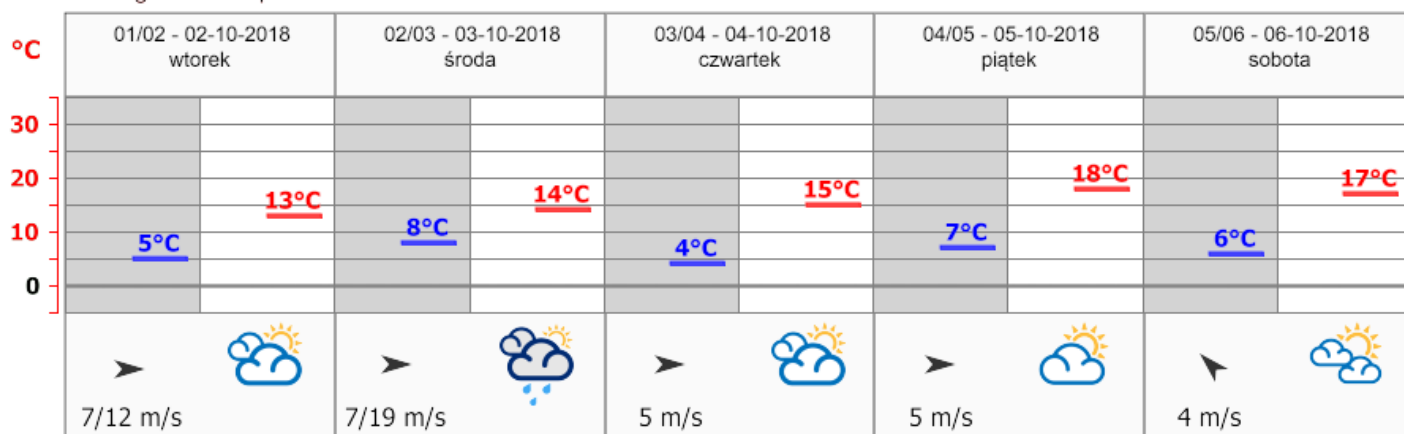 °C
01/02 - 02-10-2018
wtorek
02/03 - 03-10-2018
środa
03/04 - 04-10-2018
czwartek
04/05 - 05-10-2018
piątek
05/06 - 06-10-2018
sobota
30
20
10
0
5°C
13°C
8°C
14°C
4°C
15°C
7°C
18°C
6°C
17°C
7/12 m/s
7/19 m/s
5 m/s
5 m/s
4 m/s